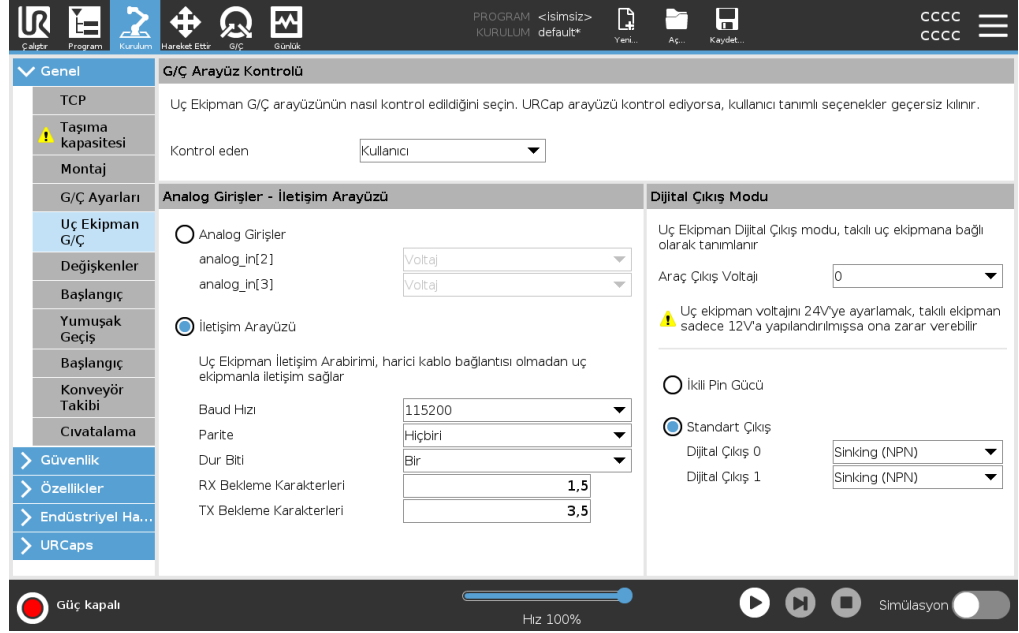 PROGRAM <isimsiz>
KURULUM default*
Çalıştır Program Kurulum Hareket Ettir G/Ç Günlük Yeni... Aç... Kaydet...
CCCC
CCCC
Genel
TCP
Taşıma
kapasitesi
Montaj
G/Ç Ayarları
Uç Ekipman
G/Ç
Değişkenler
Başlangıç
Yumuşak
Geçiş
Başlangıç
Konveyör
Takibi
Cıvatalama
Güvenlik
Özellikler
Endüstriyel Ha...
URCaps
G/Ç Arayüz Kontrolü
Uç Ekipman G/Ç arayüzünün nasıl kontrol edildiğini seçin. URCap arayüzü kontrol ediyorsa, kullanıcı tanımlı seçenekler geçersiz kılınır.
Kontrol eden Kullanıcı
Analog Girişler - İletişim Arayüzü
Analog Girişler
analog_in[2] Voltaj
analog_in[3] Voltaj
İletişim Arayüzü
Uç Ekipman İletişim Arabirimi, harici kablo bağlantısı olmadan uç
ekipmanla iletişim sağlar
Baud Hızı 115200
Parite Hiçbiri
Dur Biti Bir
RX Bekleme Karakterleri 1,5
TX Bekleme Karakterleri 3,5
Dijital Çıkış Modu
Uç Ekipman Dijital Çıkış modu, takılı uç ekipmana bağlı
olarak tanımlanır
Araç Çıkış Voltajı 0
Uç ekipman voltajını 24V'ye ayarlamak, takılı ekipman
sadece 12V'a yapılandırılmışsa ona zarar verebilir
İkili Pin Gücü
Standart Çıkış
Dijital Çıkış 0 Sinking (NPN)
Dijital Çıkış 1 Sinking (NPN)
Güç kapalı
Hız 100%
Simülasyon